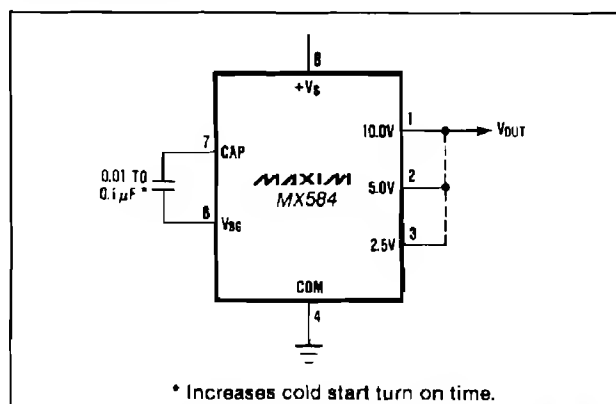 8
+VS
10.0V
1
VOUT
7
CAP
0.01 TO
0.1μF *
MAXIM
MX584
5.0V
2
6
VBG
2.5V
3
COM
4
* Increases cold start turn on time.